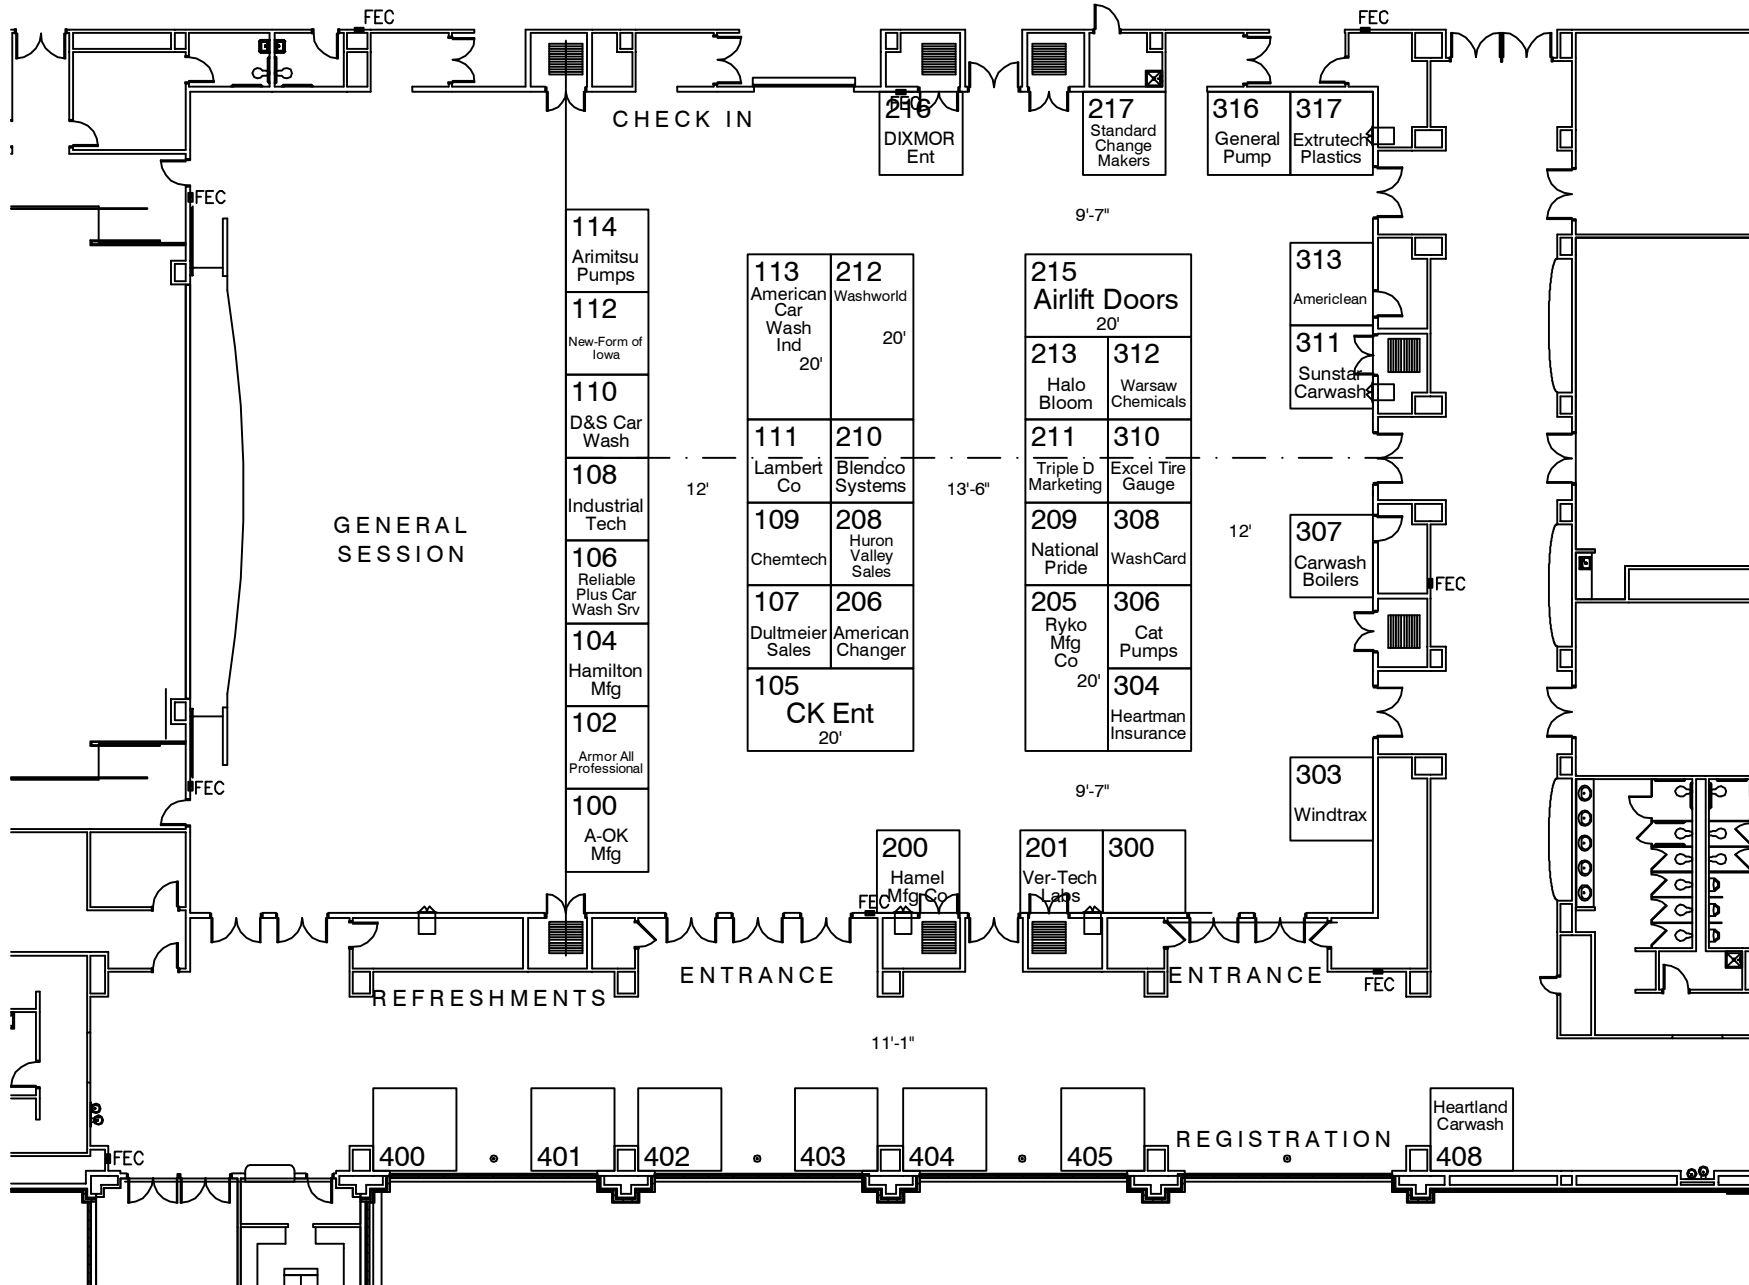 FEC
FEC
CHECK IN
216
FEC
DIXMOR
Ent
217
Standard
Change
Makers
316
General
Pump
317
Extrutech
Plastics
FEC
9'-7"
114
Arimitsu
Pumps
112
New-Form of
Iowa
110
D&S Car
Wash
108
Industrial
Tech
106
Reliable
Plus Car
Wash Srv
104
Hamilton
Mfg
102
Armor All
Professional
100
A-OK
Mfg
113
American
Car
Wash
Ind
20'
212
Washworld
20'
111
Lambert
Co
210
Blendco
Systems
109
Chemtech
208
Huron
Valley
Sales
107
Dultmeier
Sales
206
American
Changer
105
CK Ent
20'
215
Airlift Doors
20'
213
Halo
Bloom
312
Warsaw
Chemicals
211
Triple D
Marketing
310
Excel Tire
Gauge
209
National
Pride
308
WashCard
205
Ryko
Mfg
Co
20'
306
Cat
Pumps
304
Heartman
Insurance
313
Americlean
311
Sunstar
Carwash
307
Carwash
Boilers
303
Windtrax
GENERAL
SESSION
12'
13'-6"
12'
FEC
FEC
9'-7"
200
Hamel
Mfg Co
FEC
201
Ver-Tech
Labs
300
ENTRANCE
ENTRANCE
FEC
REFRESHMENTS
11'-1"
Heartland
Carwash
408
REGISTRATION
FEC
400
401
402
403
404
405